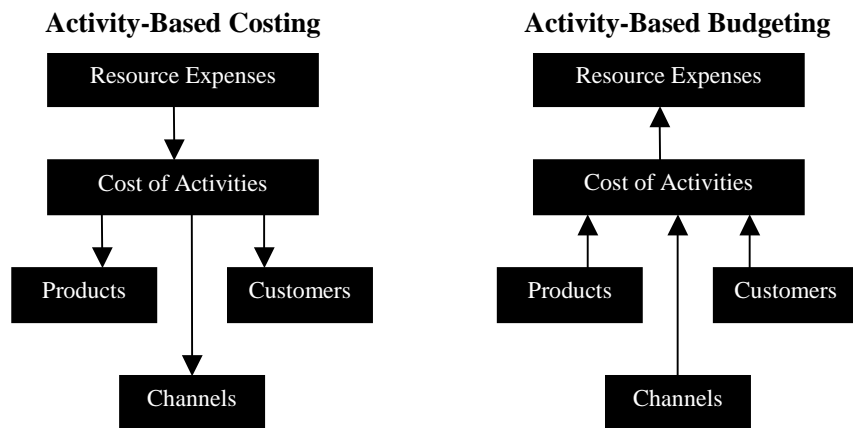 Activity-Based Costing
Resource Expenses
Cost of Activities
Products
Customers
Channels
Activity-Based Budgeting
Resource Expenses
Cost of Activities
Products
Customers
Channels